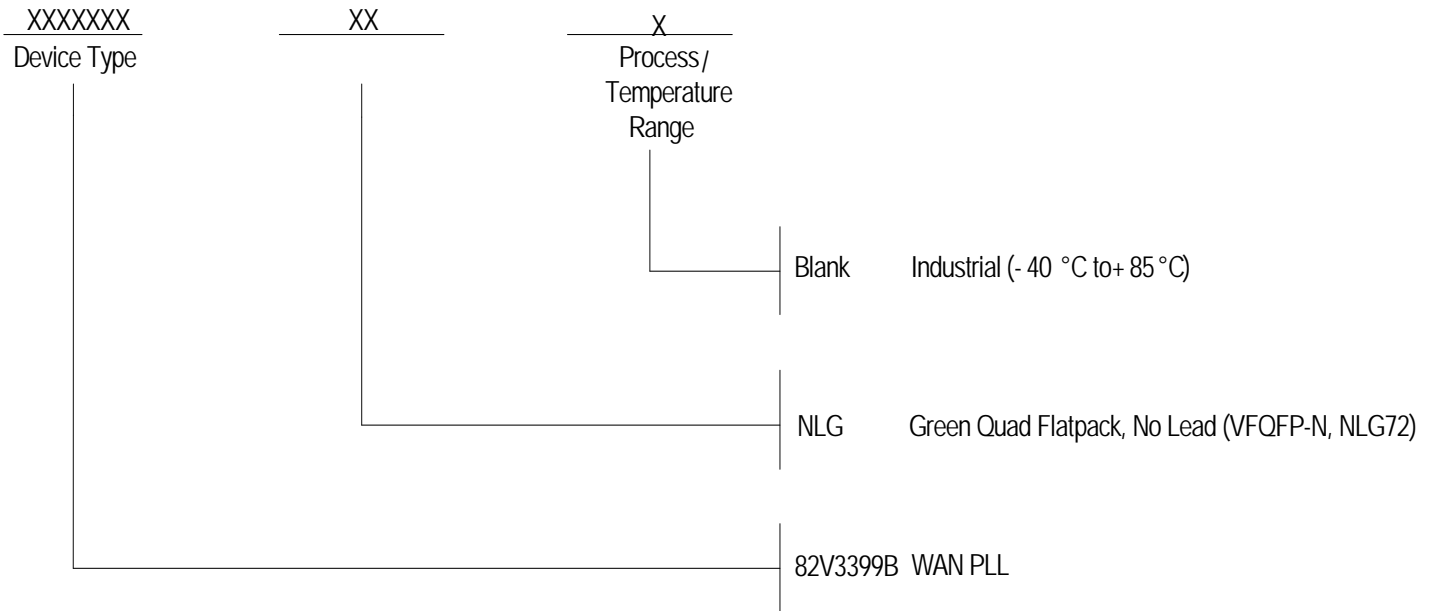 XXXXXXX XX X
Device Type Process/
Temperature
Range
Blank Industrial (- 40 °C to+ 85 °C)
NLG Green Quad Flatpack, No Lead (VFQFP-N, NLG72)
82V3399B WAN PLL